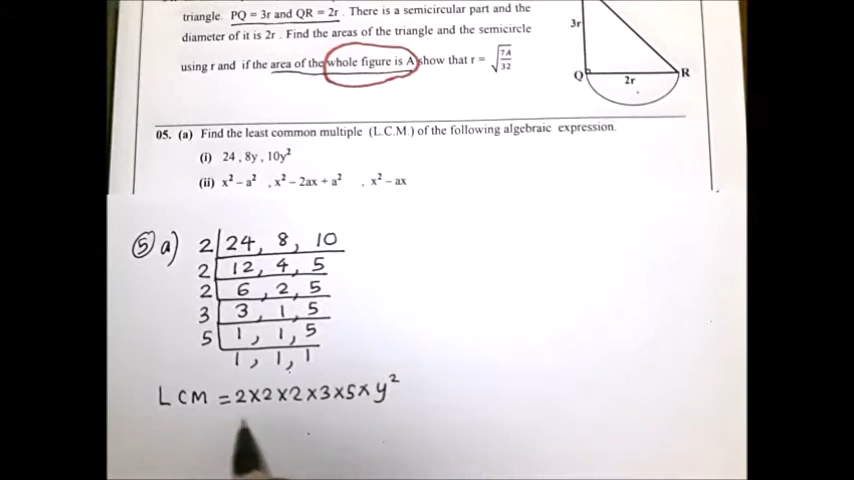 triangle. PQ = 3r and QR = 2r . There is a semicircular part and the
diameter of it is 2r . Find the areas of the triangle and the semicircle
using r and if the area of the whole figure is A show that r = √(7A/32)
3r
Q
2r
R
05. (a) Find the least common multiple (L.C.M.) of the following algebraic expression.
(i) 24 , 8y , 10y²
(ii) x² – a² , x² – 2ax + a² , x² – ax
⑤ a) 2 | 24, 8, 10
2 | 12, 4, 5
2 | 6, 2, 5
3 | 3, 1, 5
5 | 1, 1, 5
1, 1, 1
LCM = 2×2×2×3×5×y²